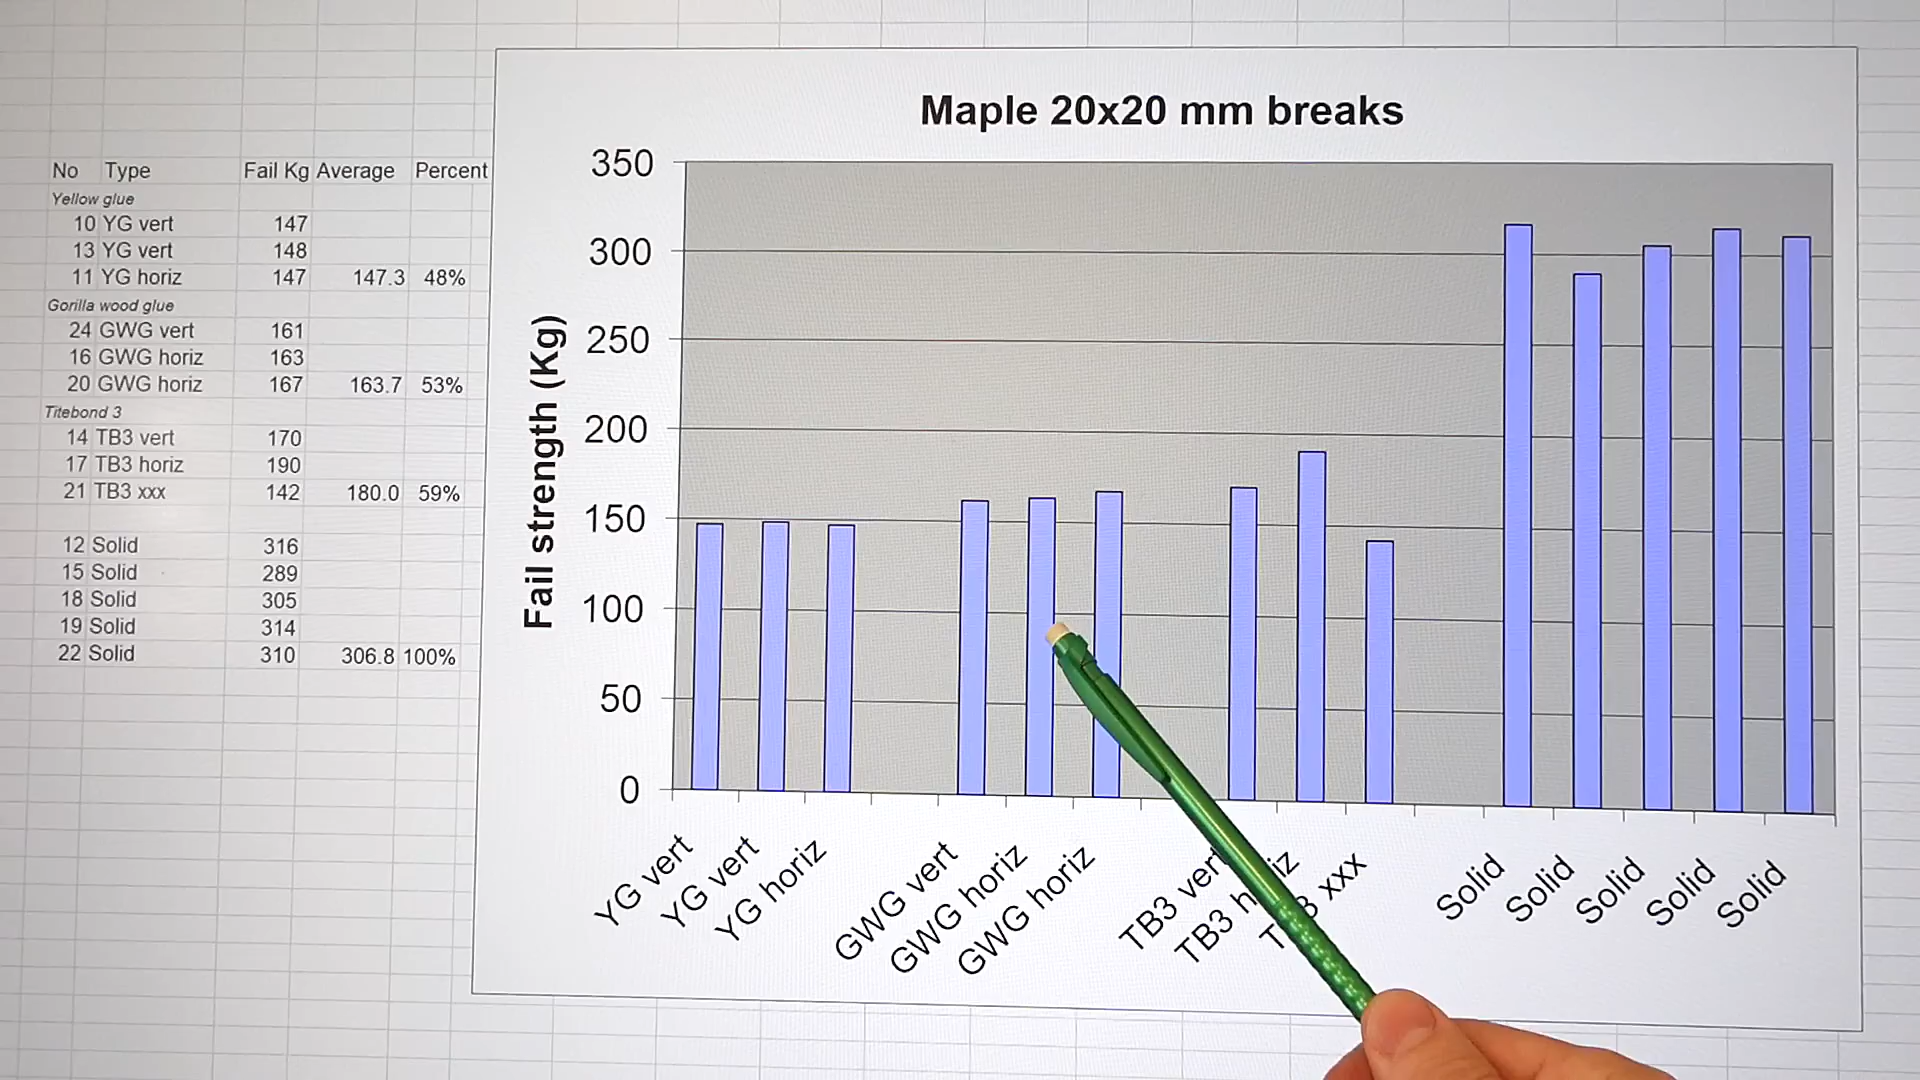 No Type Fail Kg Average Percent
Yellow glue
10 YG vert 147
13 YG vert 148
11 YG horiz 147 147.3 48%
Gorilla wood glue
24 GWG vert 161
16 GWG horiz 163
20 GWG horiz 167 163.7 53%
Titebond 3
14 TB3 vert 170
17 TB3 horiz 190
21 TB3 xxx 142 180.0 59%
12 Solid 316
15 Solid 289
18 Solid 305
19 Solid 314
22 Solid 310 306.8 100%
Maple 20x20 mm breaks
Fail strength (Kg)
350
300
250
200
150
100
50
0
YG vert
YG vert
YG horiz
GWG vert
GWG horiz
GWG horiz
TB3 vert
TB3 horiz
TB3 xxx
Solid
Solid
Solid
Solid
Solid